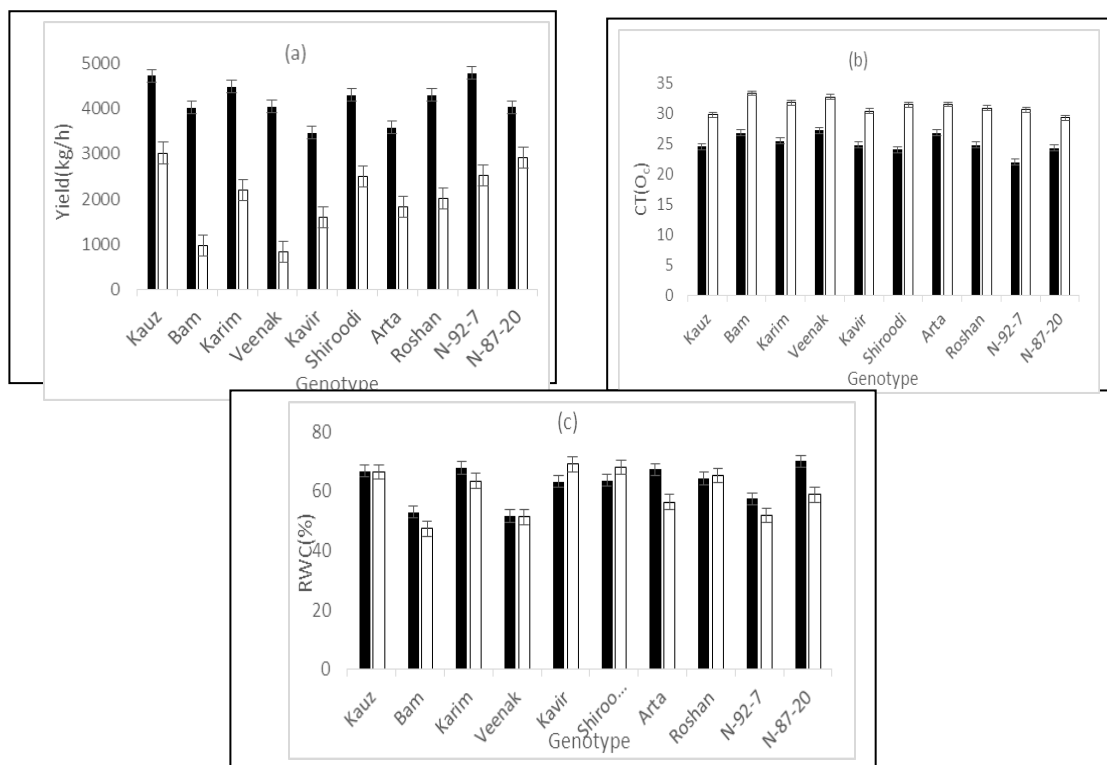 (a)
5000
4000
3000
2000
1000
0
Yield(kg/h)
Kauz
Bam
Karim
Veenak
Kavir
Shiroodi
Arta
Roshan
N-92-7
N-87-20
Genotype
(b)
35
30
25
20
15
10
5
0
CT(Oc)
Kauz
Bam
Karim
Veenak
Kavir
Shiroodi
Arta
Roshan
N-92-7
N-87-20
Genotype
(c)
80
60
40
20
0
RWC(%)
Kauz
Bam
Karim
Veenak
Kavir
Shiroo...
Arta
Roshan
N-92-7
N-87-20
Genotype